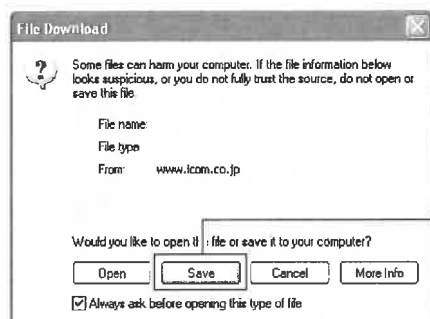 File Download
Some files can harm your computer. If the file information below
looks suspicious, or you do not fully trust the source, do not open or
save this file.
File name:
File type:
From: www.icom.co.jp
Would you like to open the file or save it to your computer?
Open Save Cancel More Info
Always ask before opening this type of file